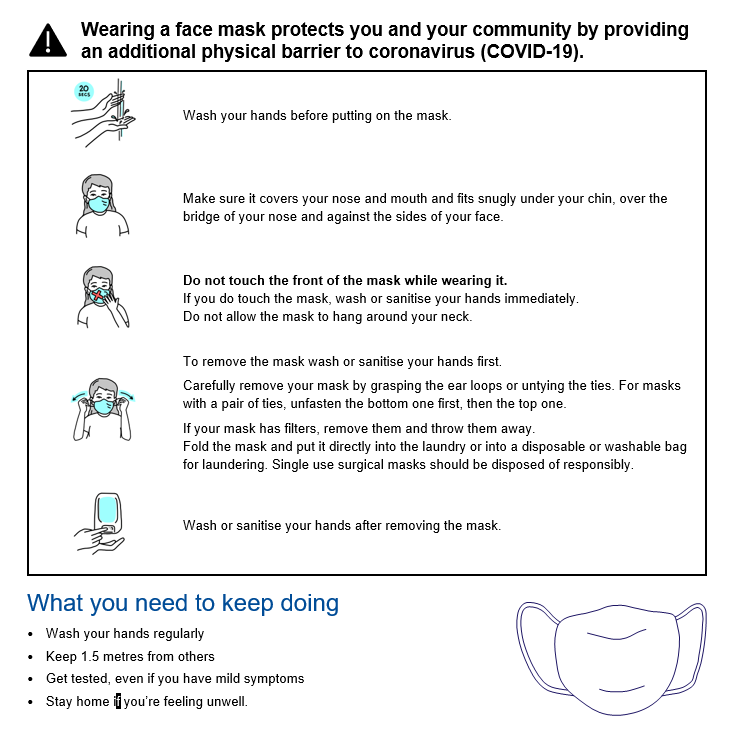 Wearing a face mask protects you and your community by providing
an additional physical barrier to coronavirus (COVID-19).
20
SECS
Wash your hands before putting on the mask.
Make sure it covers your nose and mouth and fits snugly under your chin, over the
bridge of your nose and against the sides of your face.
Do not touch the front of the mask while wearing it.
If you do touch the mask, wash or sanitise your hands immediately.
Do not allow the mask to hang around your neck.
To remove the mask wash or sanitise your hands first.
Carefully remove your mask by grasping the ear loops or untying the ties. For masks
with a pair of ties, unfasten the bottom one first, then the top one.
If your mask has filters, remove them and throw them away.
Fold the mask and put it directly into the laundry or into a disposable or washable bag
for laundering. Single use surgical masks should be disposed of responsibly.
Wash or sanitise your hands after removing the mask.
What you need to keep doing
• Wash your hands regularly
• Keep 1.5 metres from others
• Get tested, even if you have mild symptoms
• Stay home if you're feeling unwell.